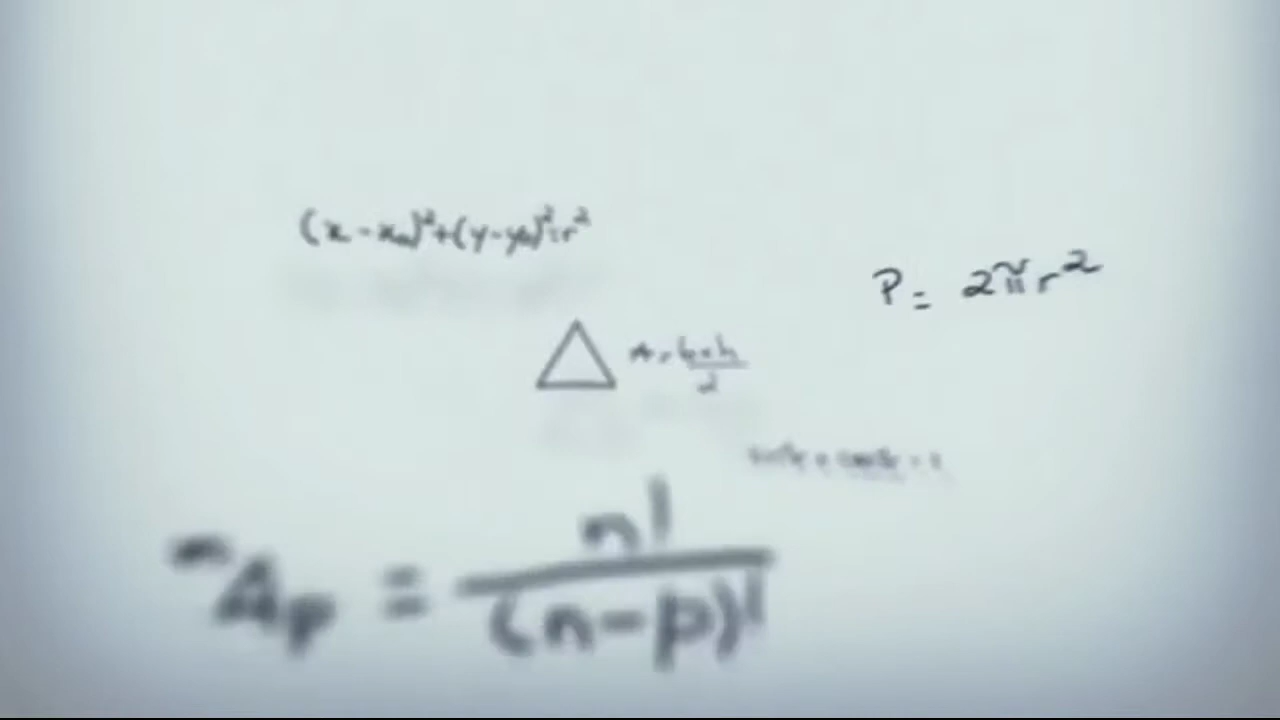 (x - x₀)² + (y - y₀)² = r²
P = 2πr²
A = b × h / 2
ⁿAₚ = n! / (n-p)!